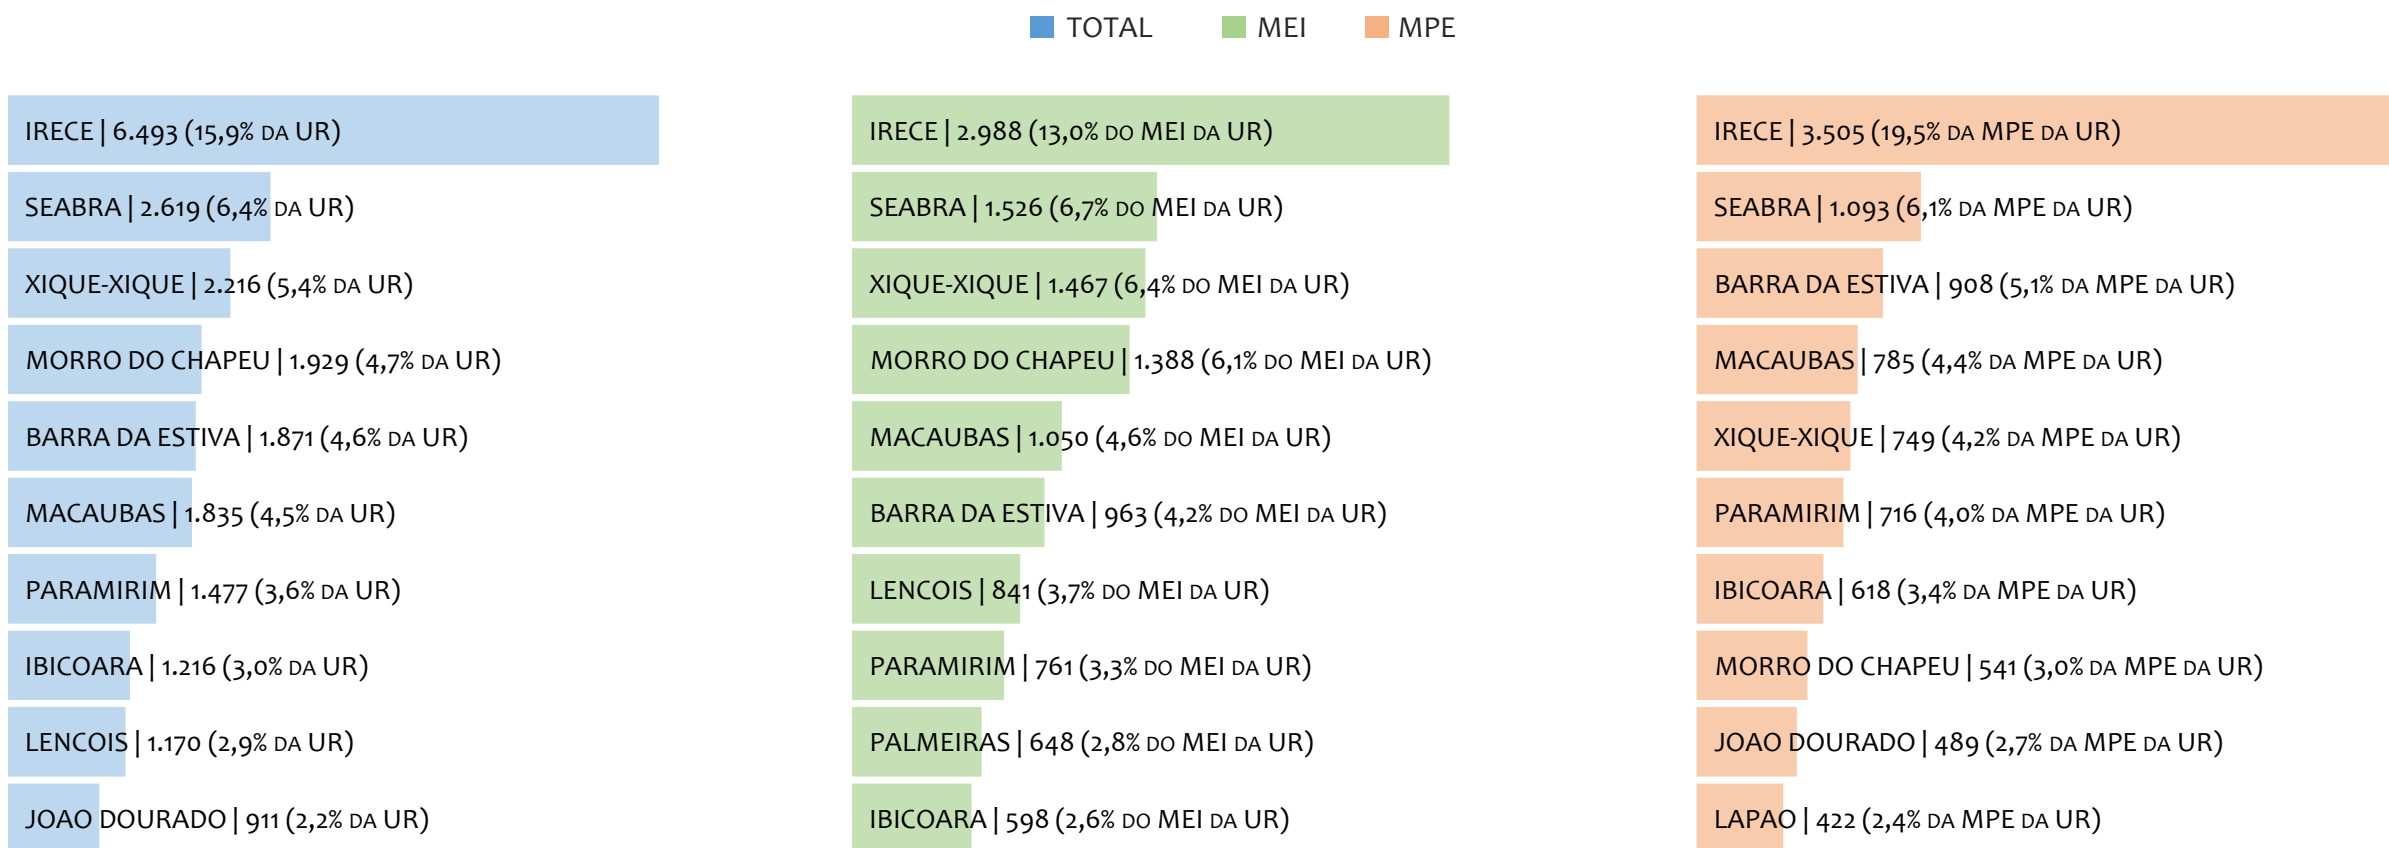 TOTAL MEI MPE
IRECE | 6.493 (15,9% DA UR)
SEABRA | 2.619 (6,4% DA UR)
XIQUE-XIQUE | 2.216 (5,4% DA UR)
MORRO DO CHAPEU | 1.929 (4,7% DA UR)
BARRA DA ESTIVA | 1.871 (4,6% DA UR)
MACAUBAS | 1.835 (4,5% DA UR)
PARAMIRIM | 1.477 (3,6% DA UR)
IBICOARA | 1.216 (3,0% DA UR)
LENCOIS | 1.170 (2,9% DA UR)
JOAO DOURADO | 911 (2,2% DA UR)
IRECE | 2.988 (13,0% DO MEI DA UR)
SEABRA | 1.526 (6,7% DO MEI DA UR)
XIQUE-XIQUE | 1.467 (6,4% DO MEI DA UR)
MORRO DO CHAPEU | 1.388 (6,1% DO MEI DA UR)
MACAUBAS | 1.050 (4,6% DO MEI DA UR)
BARRA DA ESTIVA | 963 (4,2% DO MEI DA UR)
LENCOIS | 841 (3,7% DO MEI DA UR)
PARAMIRIM | 761 (3,3% DO MEI DA UR)
PALMEIRAS | 648 (2,8% DO MEI DA UR)
IBICOARA | 598 (2,6% DO MEI DA UR)
IRECE | 3.505 (19,5% DA MPE DA UR)
SEABRA | 1.093 (6,1% DA MPE DA UR)
BARRA DA ESTIVA | 908 (5,1% DA MPE DA UR)
MACAUBAS | 785 (4,4% DA MPE DA UR)
XIQUE-XIQUE | 749 (4,2% DA MPE DA UR)
PARAMIRIM | 716 (4,0% DA MPE DA UR)
IBICOARA | 618 (3,4% DA MPE DA UR)
MORRO DO CHAPEU | 541 (3,0% DA MPE DA UR)
JOAO DOURADO | 489 (2,7% DA MPE DA UR)
LAPAO | 422 (2,4% DA MPE DA UR)